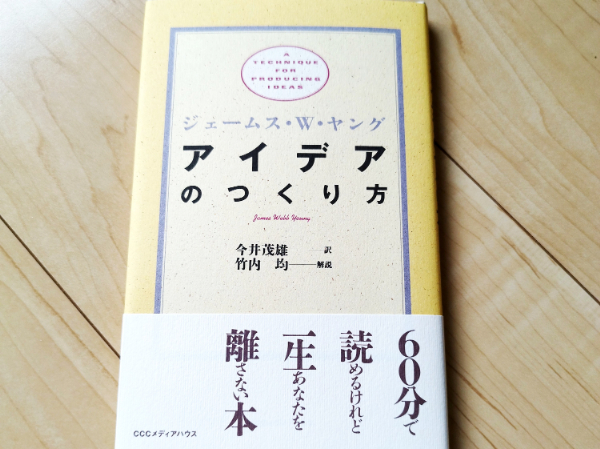 A
TECHNIQUE
FOR
PRODUCING
IDEAS
ジェームス・W・ヤング
アイデア
のつくり方
James Webb Young
今井茂雄 訳
竹内 均——解説
60分で
読めるけれど
一生あなたを
離さない本
CCCメディアハウス